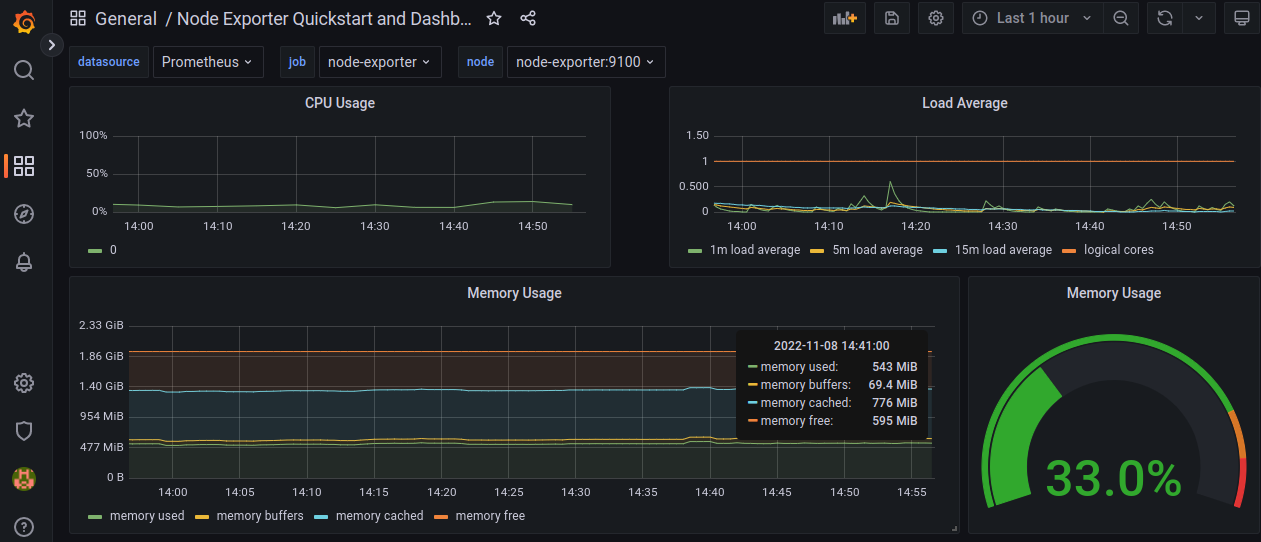 General / Node Exporter Quickstart and Dashb...
Last 1 hour
datasource Prometheus job node-exporter node node-exporter:9100
CPU Usage
100%
50%
0%
14:00 14:10 14:20 14:30 14:40 14:50
0
Load Average
1.50
1
0.500
0
14:00 14:10 14:20 14:30 14:40 14:50
1m load average 5m load average 15m load average logical cores
Memory Usage
2.33 GiB
1.86 GiB
1.40 GiB
954 MiB
477 MiB
0 B
14:00 14:05 14:10 14:15 14:20 14:25 14:30 14:35 14:40 14:45 14:50 14:55
2022-11-08 14:41:00
memory used: 543 MiB
memory buffers: 69.4 MiB
memory cached: 776 MiB
memory free: 595 MiB
memory used memory buffers memory cached memory free
Memory Usage
33.0%